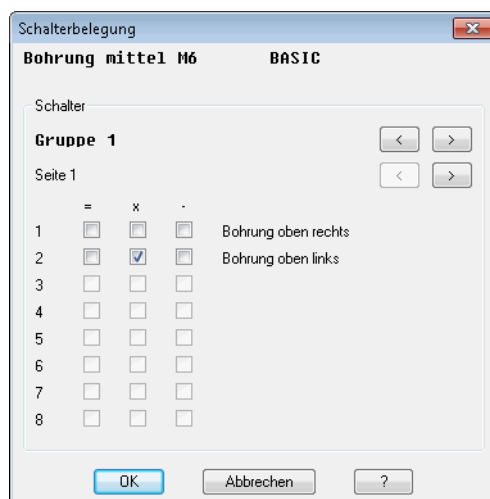 Schalterbelegung
Bohrung mittel M6 BASIC
Schalter
Gruppe 1 < >
Seite 1 < >
= x -
1 Bohrung oben rechts
2 Bohrung oben links
3
4
5
6
7
8
OK Abbrechen ?